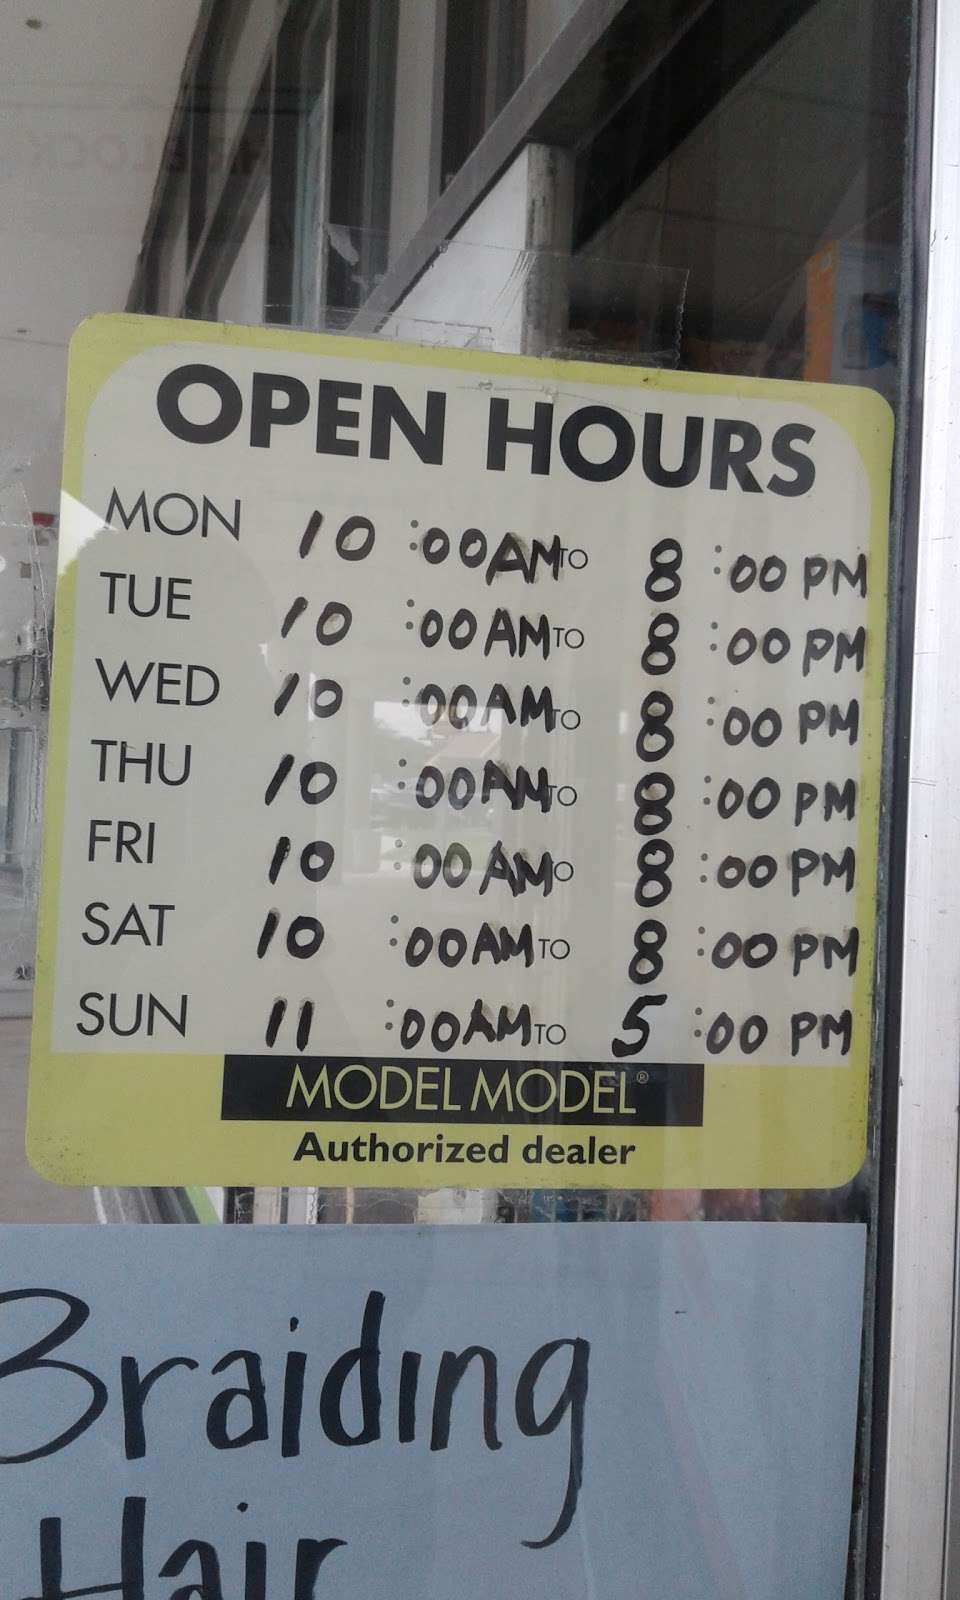 OPEN HOURS
MON 10:00AM TO 8:00 PM
TUE 10:00AM TO 8:00 PM
WED 10:00AM TO 8:00 PM
THU 10:00AM TO 8:00 PM
FRI 10:00AM TO 8:00 PM
SAT 10:00AM TO 8:00 PM
SUN 11:00AM TO 5:00 PM
MODEL MODEL®
Authorized dealer
Braiding
Hair